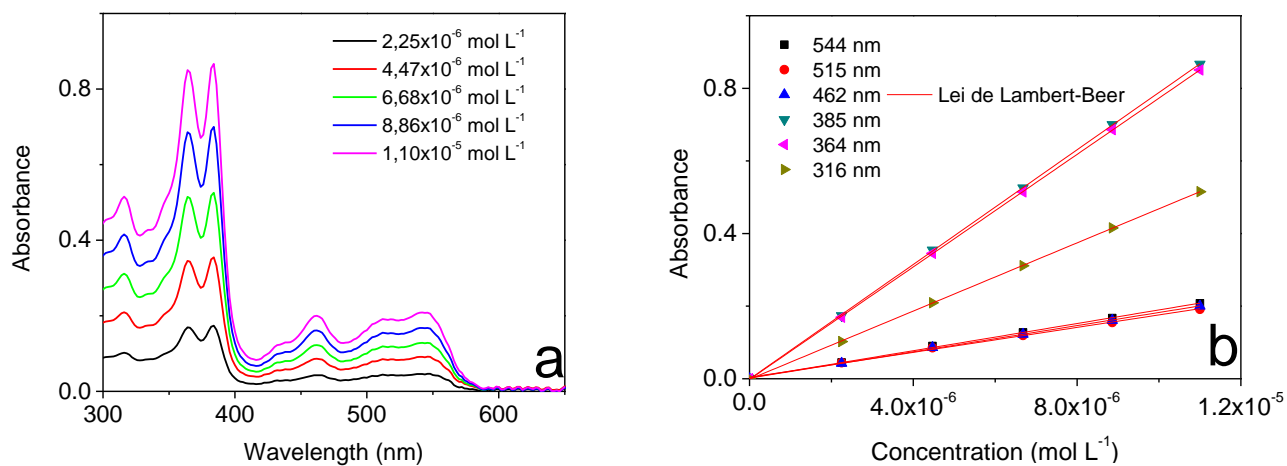 2,25x10⁻⁶ mol L⁻¹
4,47x10⁻⁶ mol L⁻¹
6,68x10⁻⁶ mol L⁻¹
8,86x10⁻⁶ mol L⁻¹
1,10x10⁻⁵ mol L⁻¹
0.8
0.4
0.0
Absorbance
300 400 500 600
Wavelength (nm)
a
544 nm
515 nm
462 nm
385 nm
364 nm
316 nm
Lei de Lambert-Beer
0.8
0.4
0.0
Absorbance
0.0 4.0x10⁻⁶ 8.0x10⁻⁶ 1.2x10⁻⁵
Concentration (mol L⁻¹)
b